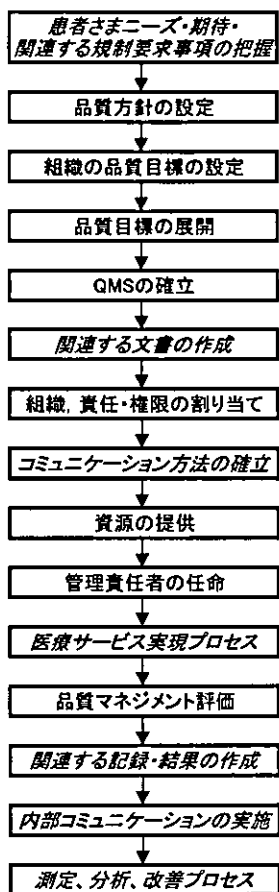 患者さまニーズ・期待・
関連する規制要求事項の把握
品質方針の設定
組織の品質目標の設定
品質目標の展開
QMSの確立
関連する文書の作成
組織，責任・権限の割り当て
コミュニケーション方法の確立
資源の提供
管理責任者の任命
医療サービス実現プロセス
品質マネジメント評価
関連する記録・結果の作成
内部コミュニケーションの実施
測定、分析、改善プロセス